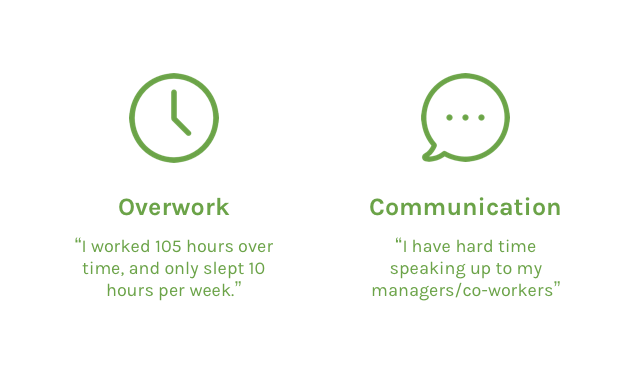 Overwork
“I worked 105 hours over
time, and only slept 10
hours per week.”
Communication
“I have hard time
speaking up to my
managers/co-workers”